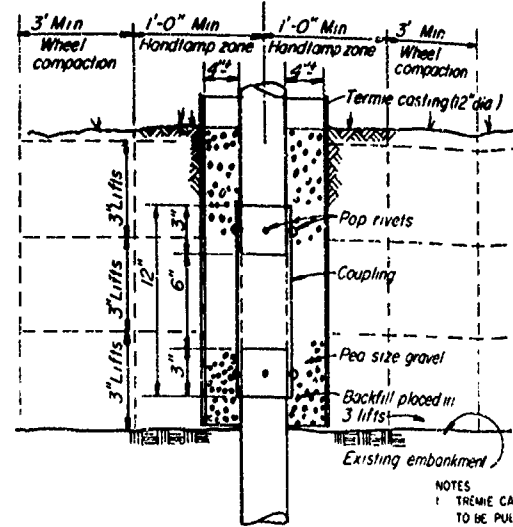 3' Min
1'-0" Min
1'-0" Min
3' Min
Wheel compaction
Handtamp zone
Handtamp zone
Wheel compaction
4"±
4"±
Termie casting (12" dia)
3" Lifts
3" Lifts
3" Lifts
12"
3"
6"
3"
Pop rivets
Coupling
Pea size gravel
Backfill placed in
3 lifts
Existing embankment
NOTES
1 TREMIE CA
TO BE PUL